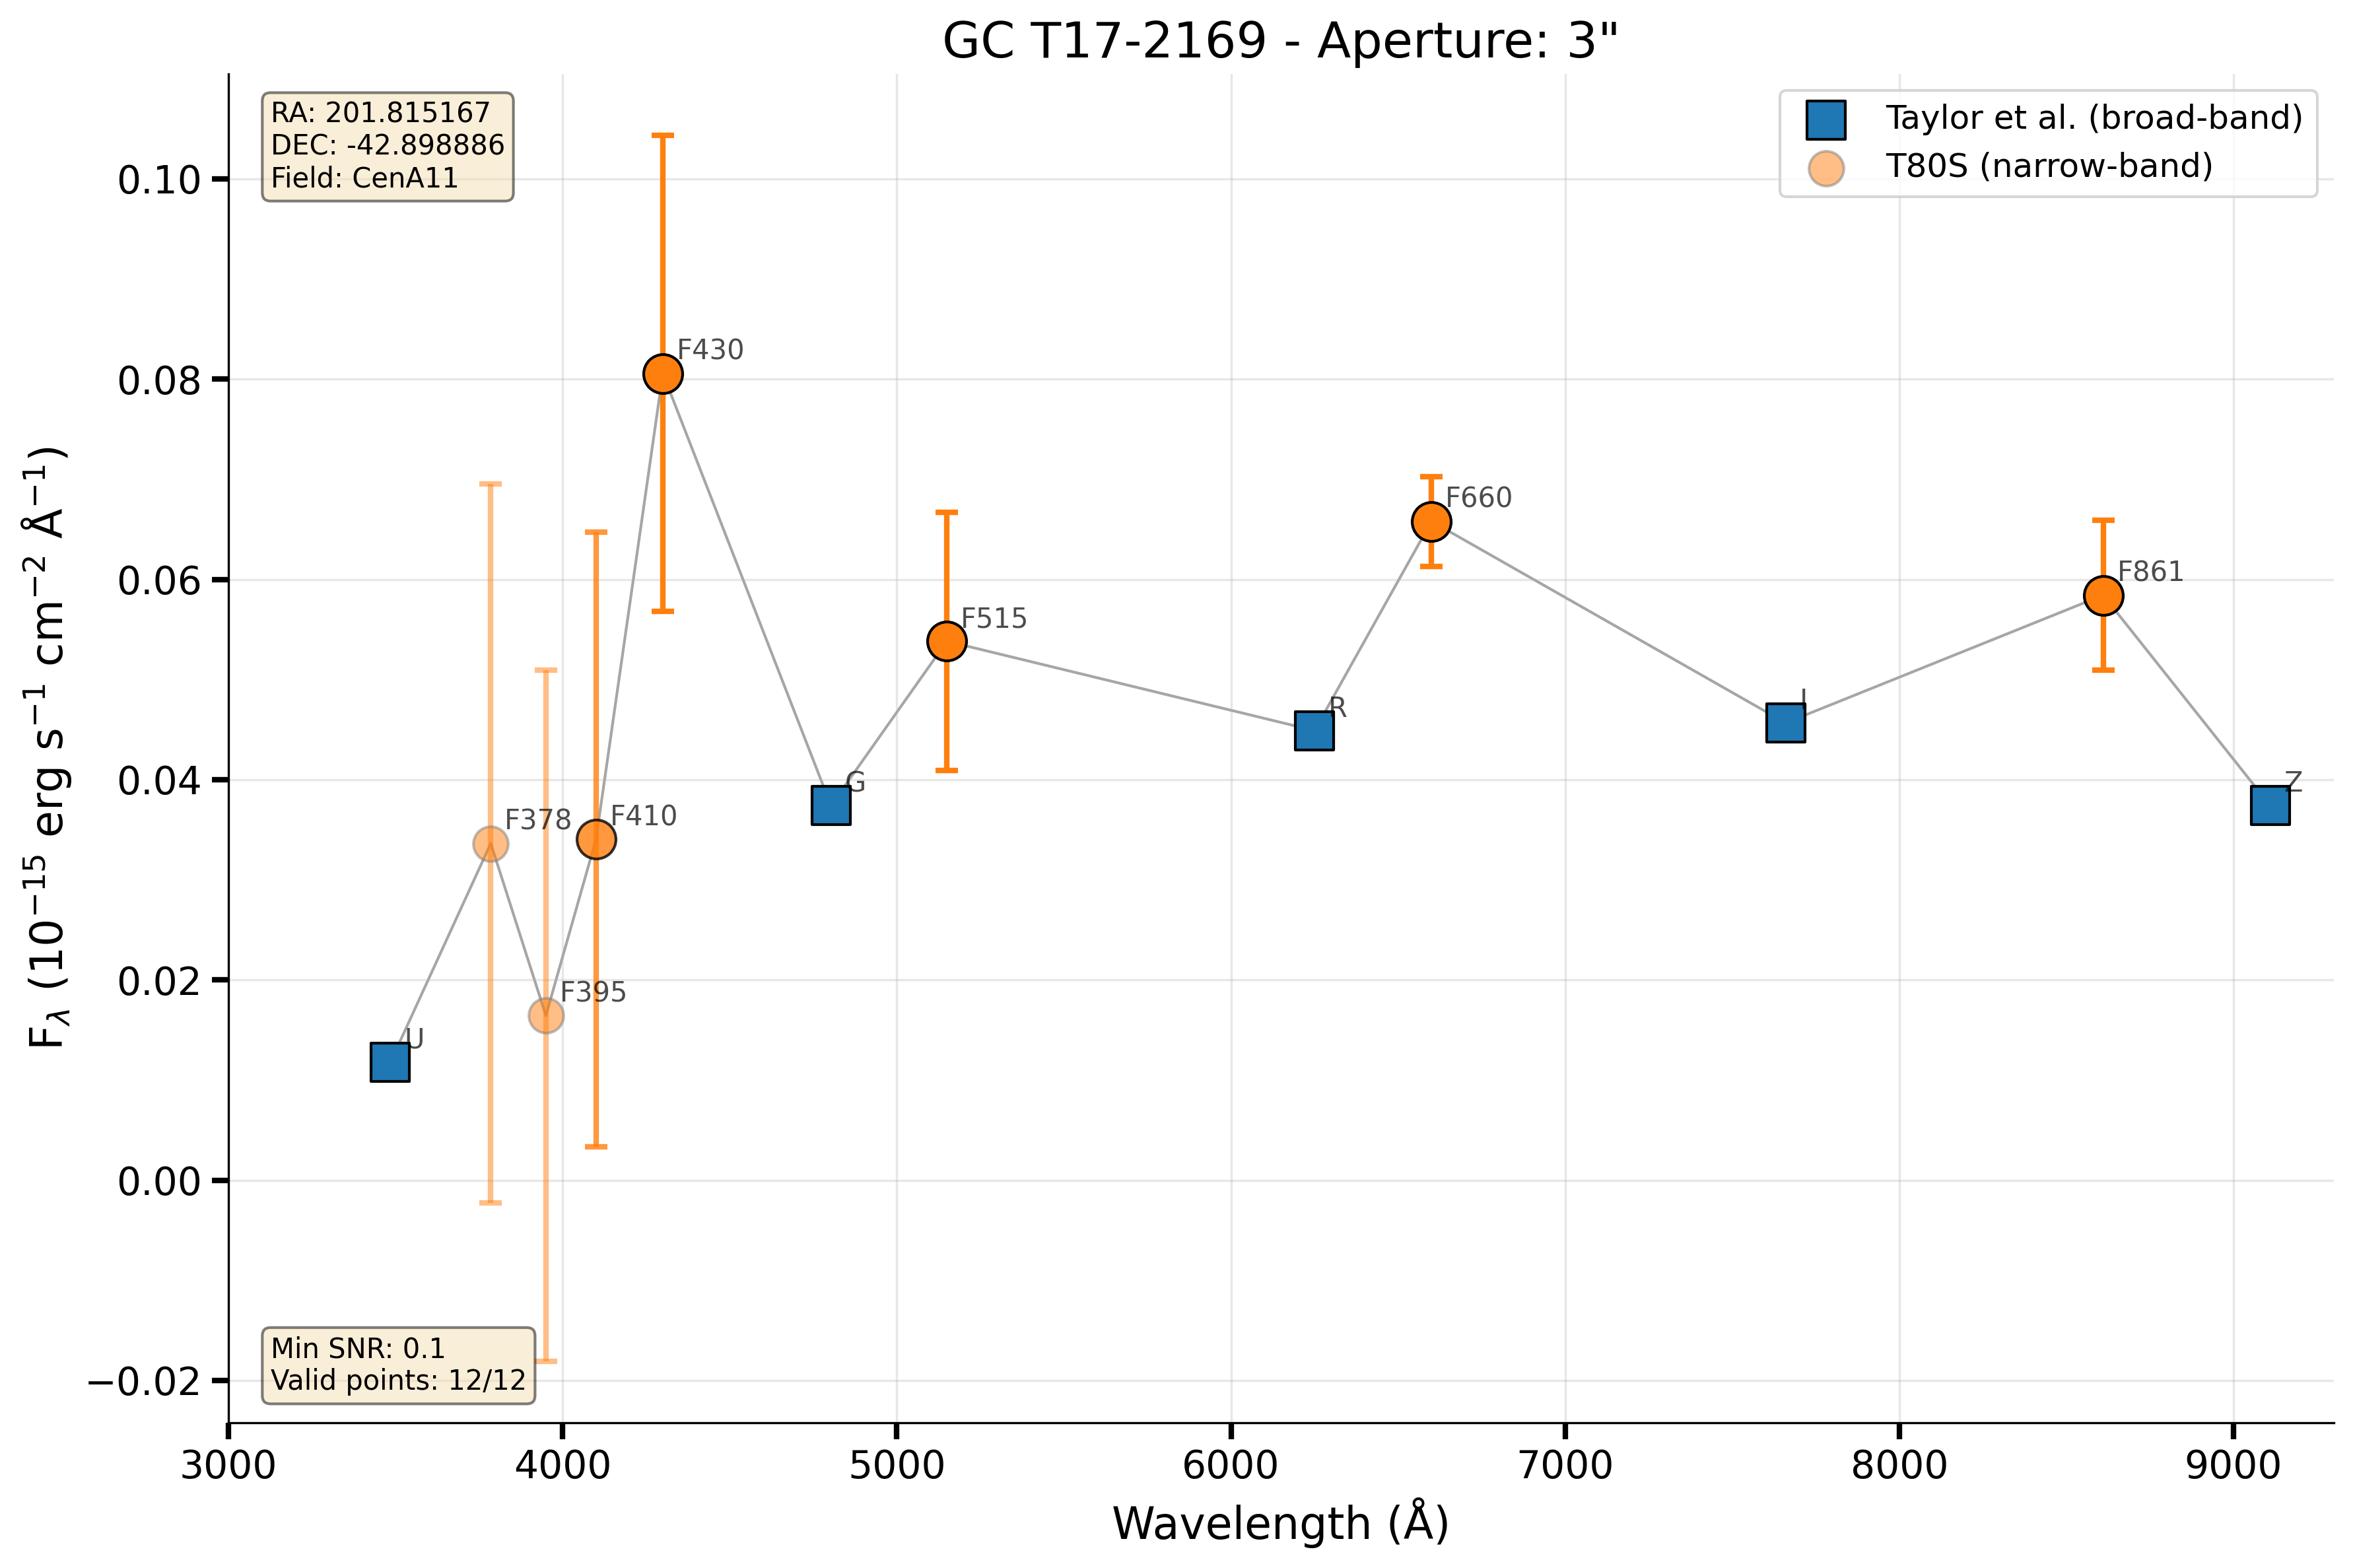 GC T17-2169 - Aperture: 3"
RA: 201.815167
DEC: -42.898886
Field: CenA11
Taylor et al. (broad-band)
T80S (narrow-band)
0.10
0.08
0.06
0.04
0.02
0.00
−0.02
F430
F660
F861
F515
R
I
G
Z
F378
F410
F395
U
Min SNR: 0.1
Valid points: 12/12
3000 4000 5000 6000 7000 8000 9000
Wavelength (Å)
Fλ (10⁻¹⁵ erg s⁻¹ cm⁻² Å⁻¹)